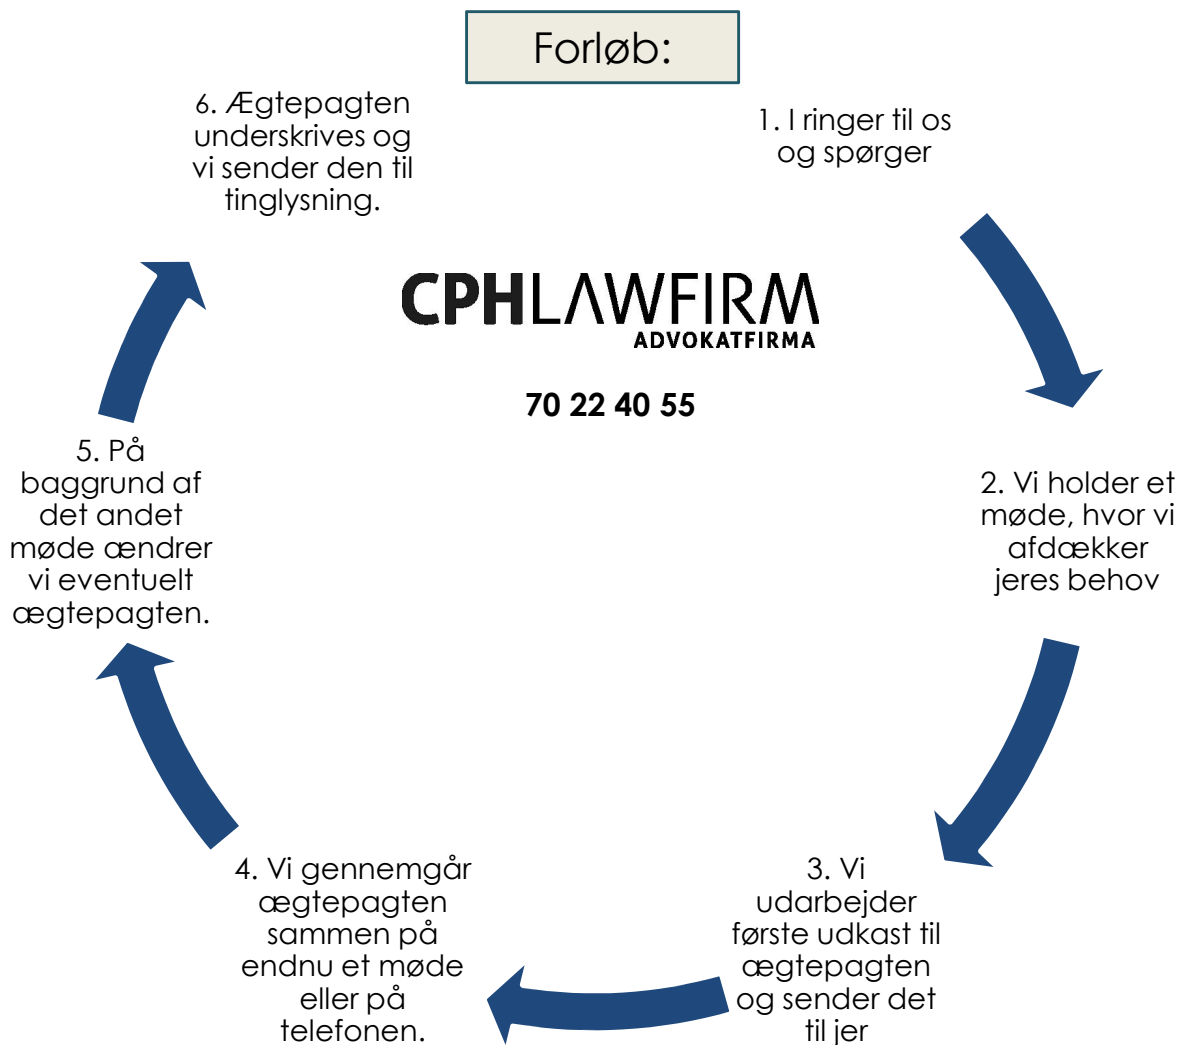 Forløb:
1. I ringer til os
og spørger
2. Vi holder et
møde, hvor vi
afdækker
jeres behov
3. Vi
udarbejder
første udkast til
ægtepagten
og sender det
til jer
4. Vi gennemgår
ægtepagten
sammen på
endnu et møde
eller på
telefonen.
5. På
baggrund af
det andet
møde ændrer
vi eventuelt
ægtepagten.
6. Ægtepagten
underskrives og
vi sender den til
tinglysning.
CPHLAWFIRM
ADVOKATFIRMA
70 22 40 55